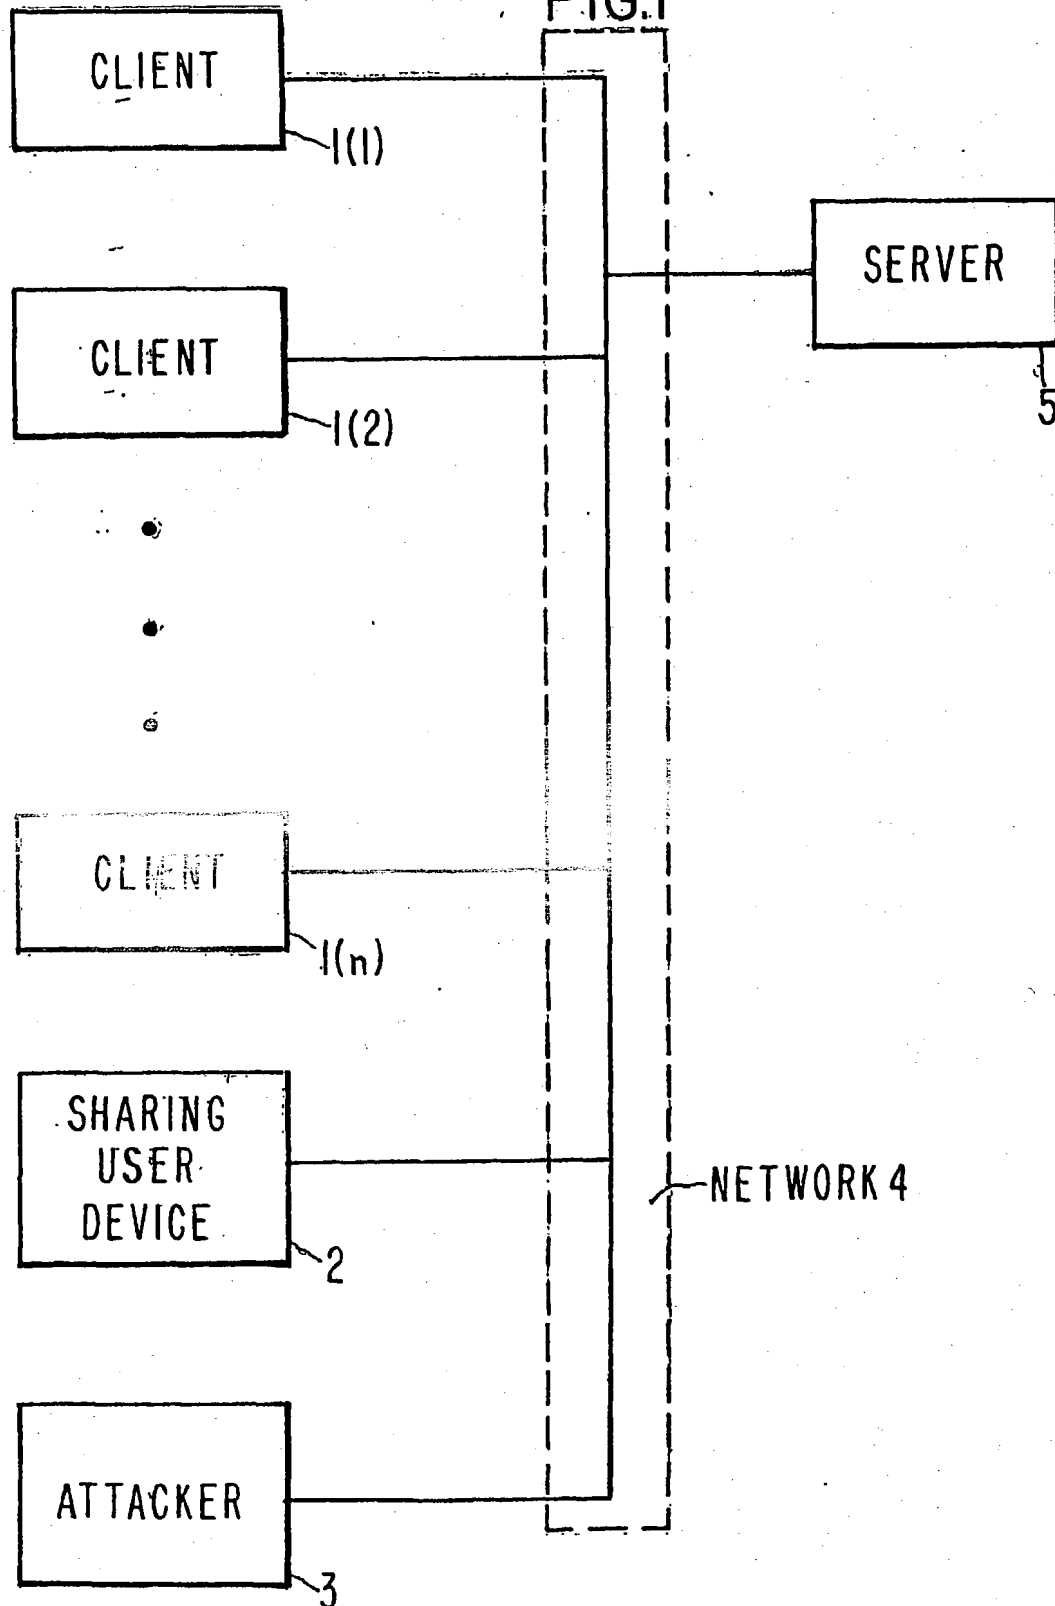 FIG.1
CLIENT
1(1)
SERVER
5
CLIENT
1(2)
CLIENT
1(n)
SHARING
USER
DEVICE
2
NETWORK 4
ATTACKER
3